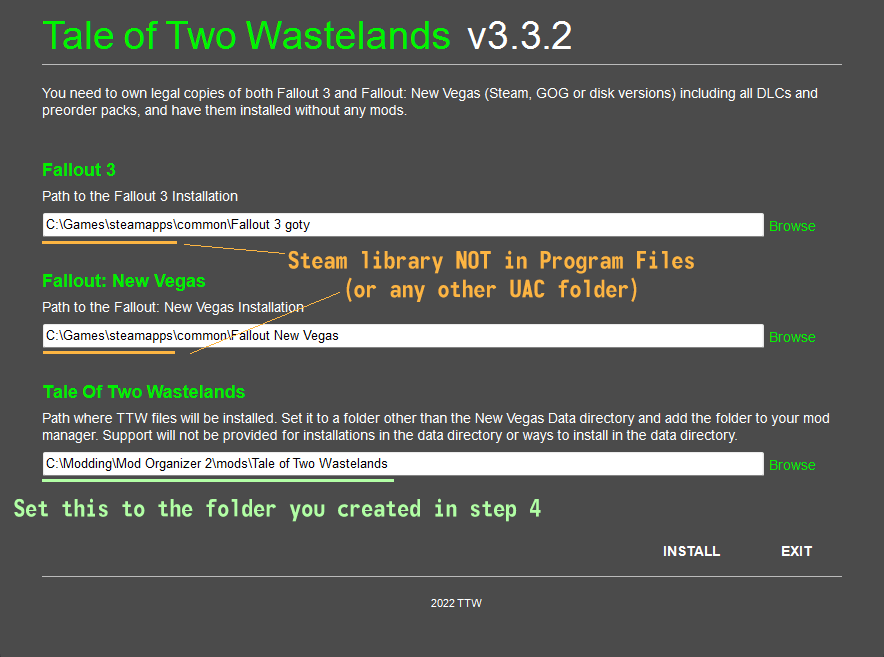 Tale of Two Wastelands v3.3.2
You need to own legal copies of both Fallout 3 and Fallout: New Vegas (Steam, GOG or disk versions) including all DLCs and
preorder packs, and have them installed without any mods.
Fallout 3
Path to the Fallout 3 Installation
C:\Games\steamapps\common\Fallout 3 goty
Browse
Steam library NOT in Program Files
(or any other UAC folder)
Fallout: New Vegas
Path to the Fallout: New Vegas Installation
C:\Games\steamapps\common\Fallout New Vegas
Browse
Tale Of Two Wastelands
Path where TTW files will be installed. Set it to a folder other than the New Vegas Data directory and add the folder to your mod
manager. Support will not be provided for installations in the data directory or ways to install in the data directory.
C:\Modding\Mod Organizer 2\mods\Tale of Two Wastelands
Browse
Set this to the folder you created in step 4
INSTALL
EXIT
2022 TTW